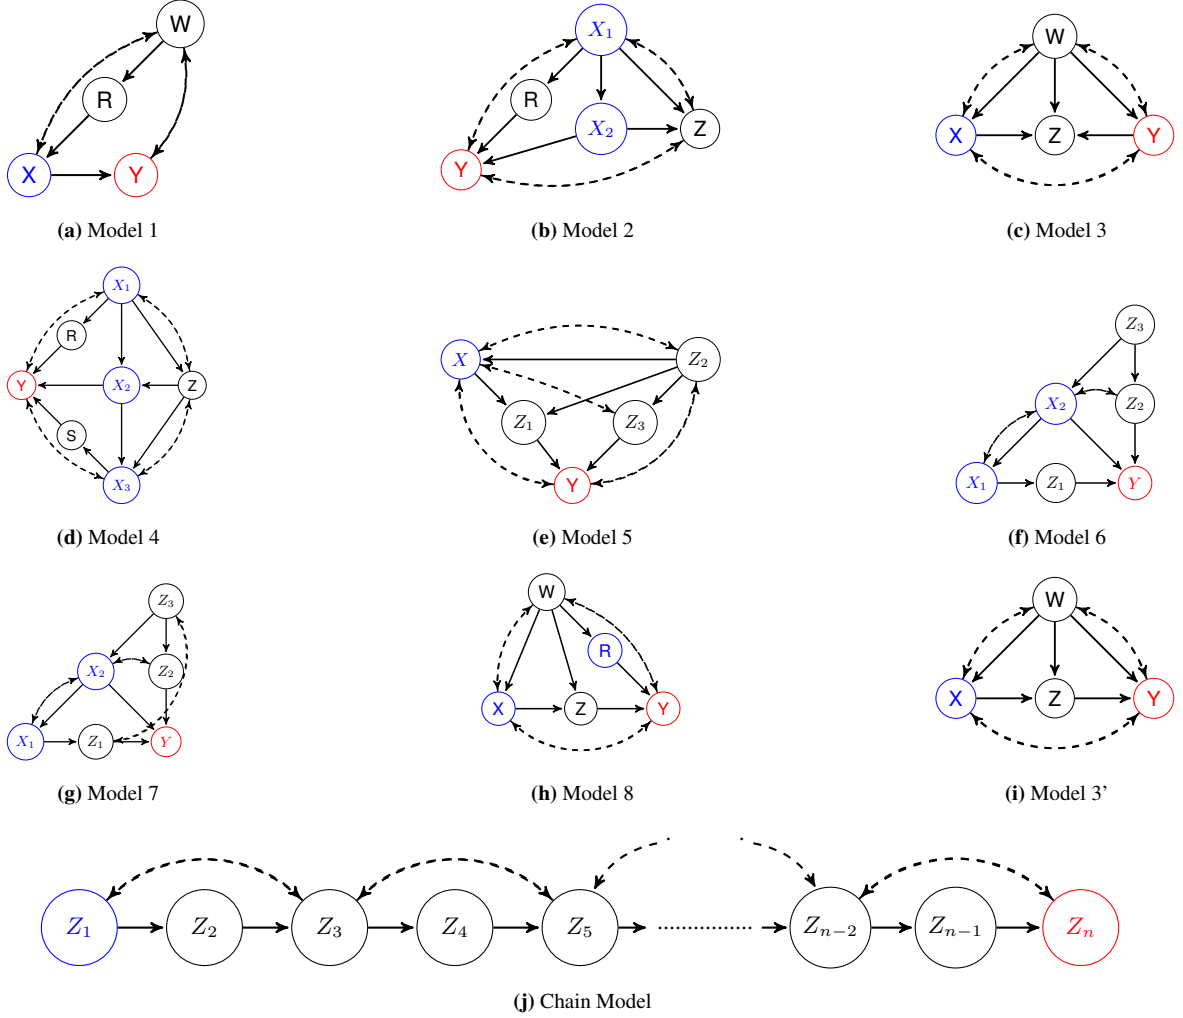 W
R
X Y
(a) Model 1
X₁
R
X₂ Z
Y
(b) Model 2
W
X Z Y
(c) Model 3
X₁
R
Y X₂ Z
S
X₃
(d) Model 4
X Z₂
Z₁ Z₃
Y
(e) Model 5
Z₃
X₂ Z₂
X₁ Z₁ Y
(f) Model 6
Z₃
X₂ Z₂
X₁ Z₁ Y
(g) Model 7
W
R
X Z Y
(h) Model 8
W
X Z Y
(i) Model 3'
Z₁ Z₂ Z₃ Z₄ Z₅ ............... Zₙ₋₂ Zₙ₋₁ Zₙ
(j) Chain Model